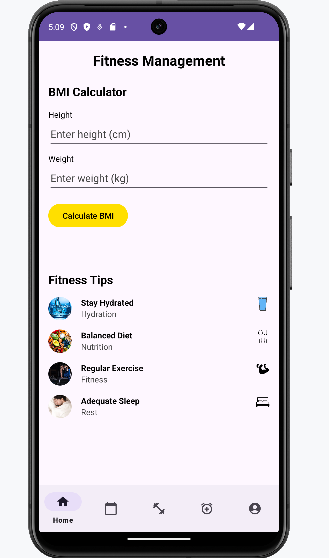 5:09
Fitness Management
BMI Calculator
Height
Enter height (cm)
Weight
Enter weight (kg)
Calculate BMI
Fitness Tips
Stay Hydrated
Hydration
Balanced Diet
Nutrition
Regular Exercise
Fitness
Adequate Sleep
Rest
Home